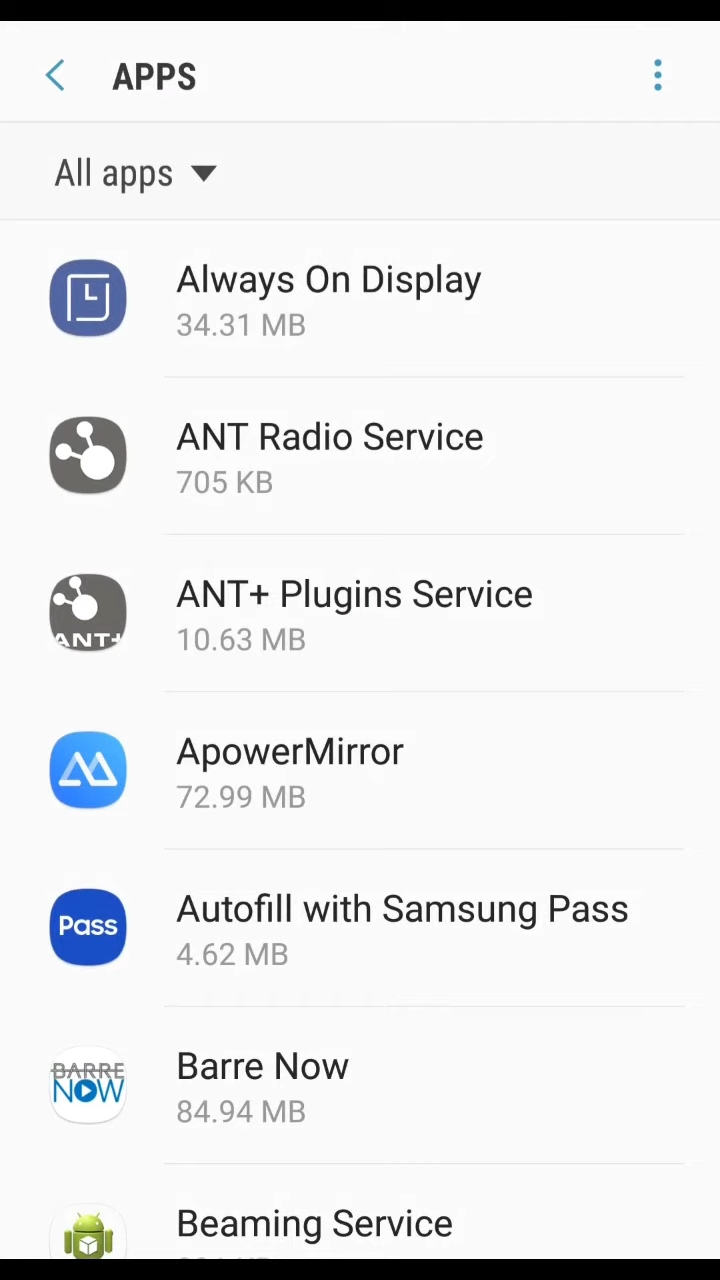 APPS
All apps
Always On Display
34.31 MB
ANT Radio Service
705 KB
ANT+
ANT+ Plugins Service
10.63 MB
ApowerMirror
72.99 MB
Pass
Autofill with Samsung Pass
4.62 MB
BARRE
NOW
Barre Now
84.94 MB
Beaming Service